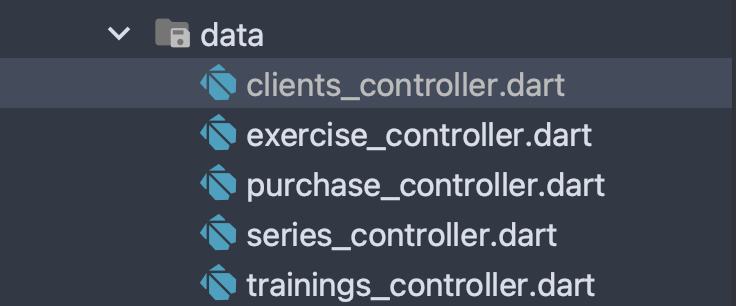 data
clients_controller.dart
exercise_controller.dart
purchase_controller.dart
series_controller.dart
trainings_controller.dart